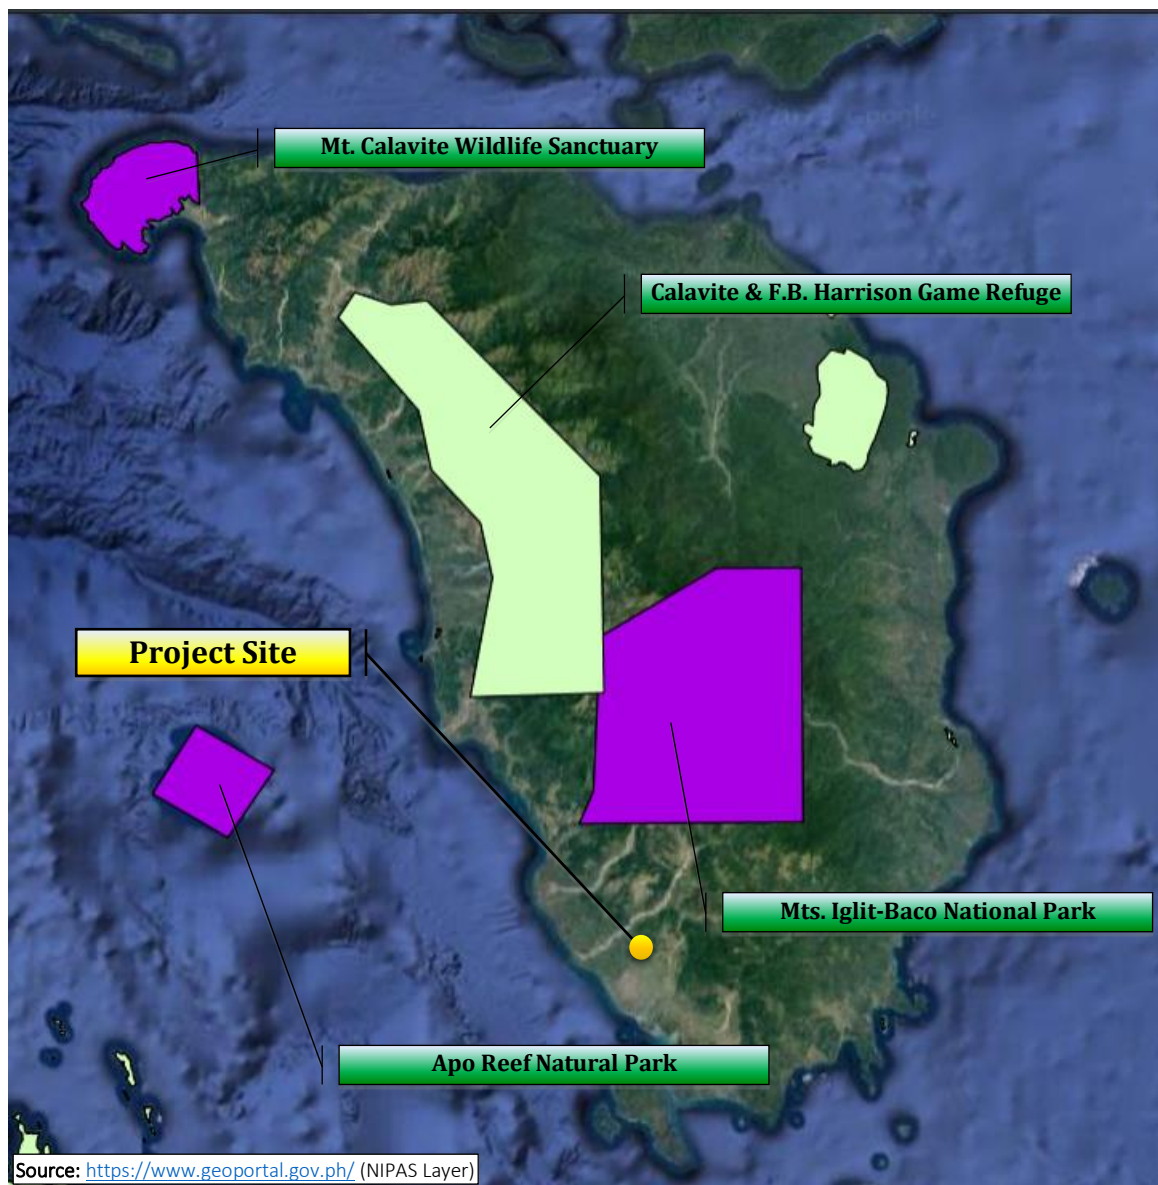 Mt. Calavite Wildlife Sanctuary
Calavite & F.B. Harrison Game Refuge
Project Site
Mts. Iglit-Baco National Park
Apo Reef Natural Park
Source: https://www.geoportal.gov.ph/ (NIPAS Layer)